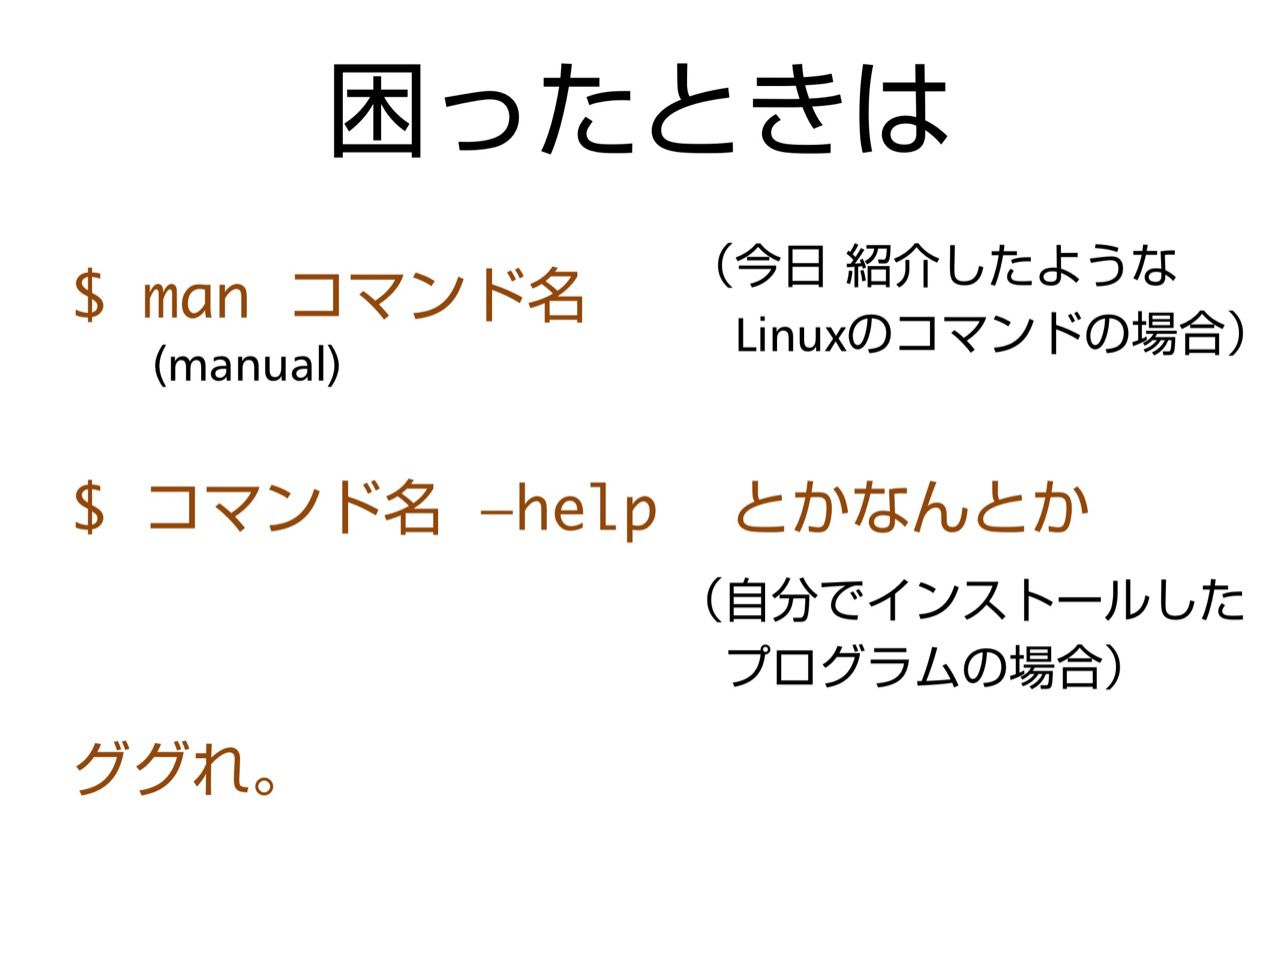 困ったときは
$ man コマンド名
(manual)
（今日 紹介したような
Linuxのコマンドの場合）
$ コマンド名 —help とかなんとか
（自分でインストールした
プログラムの場合）
ググれ。